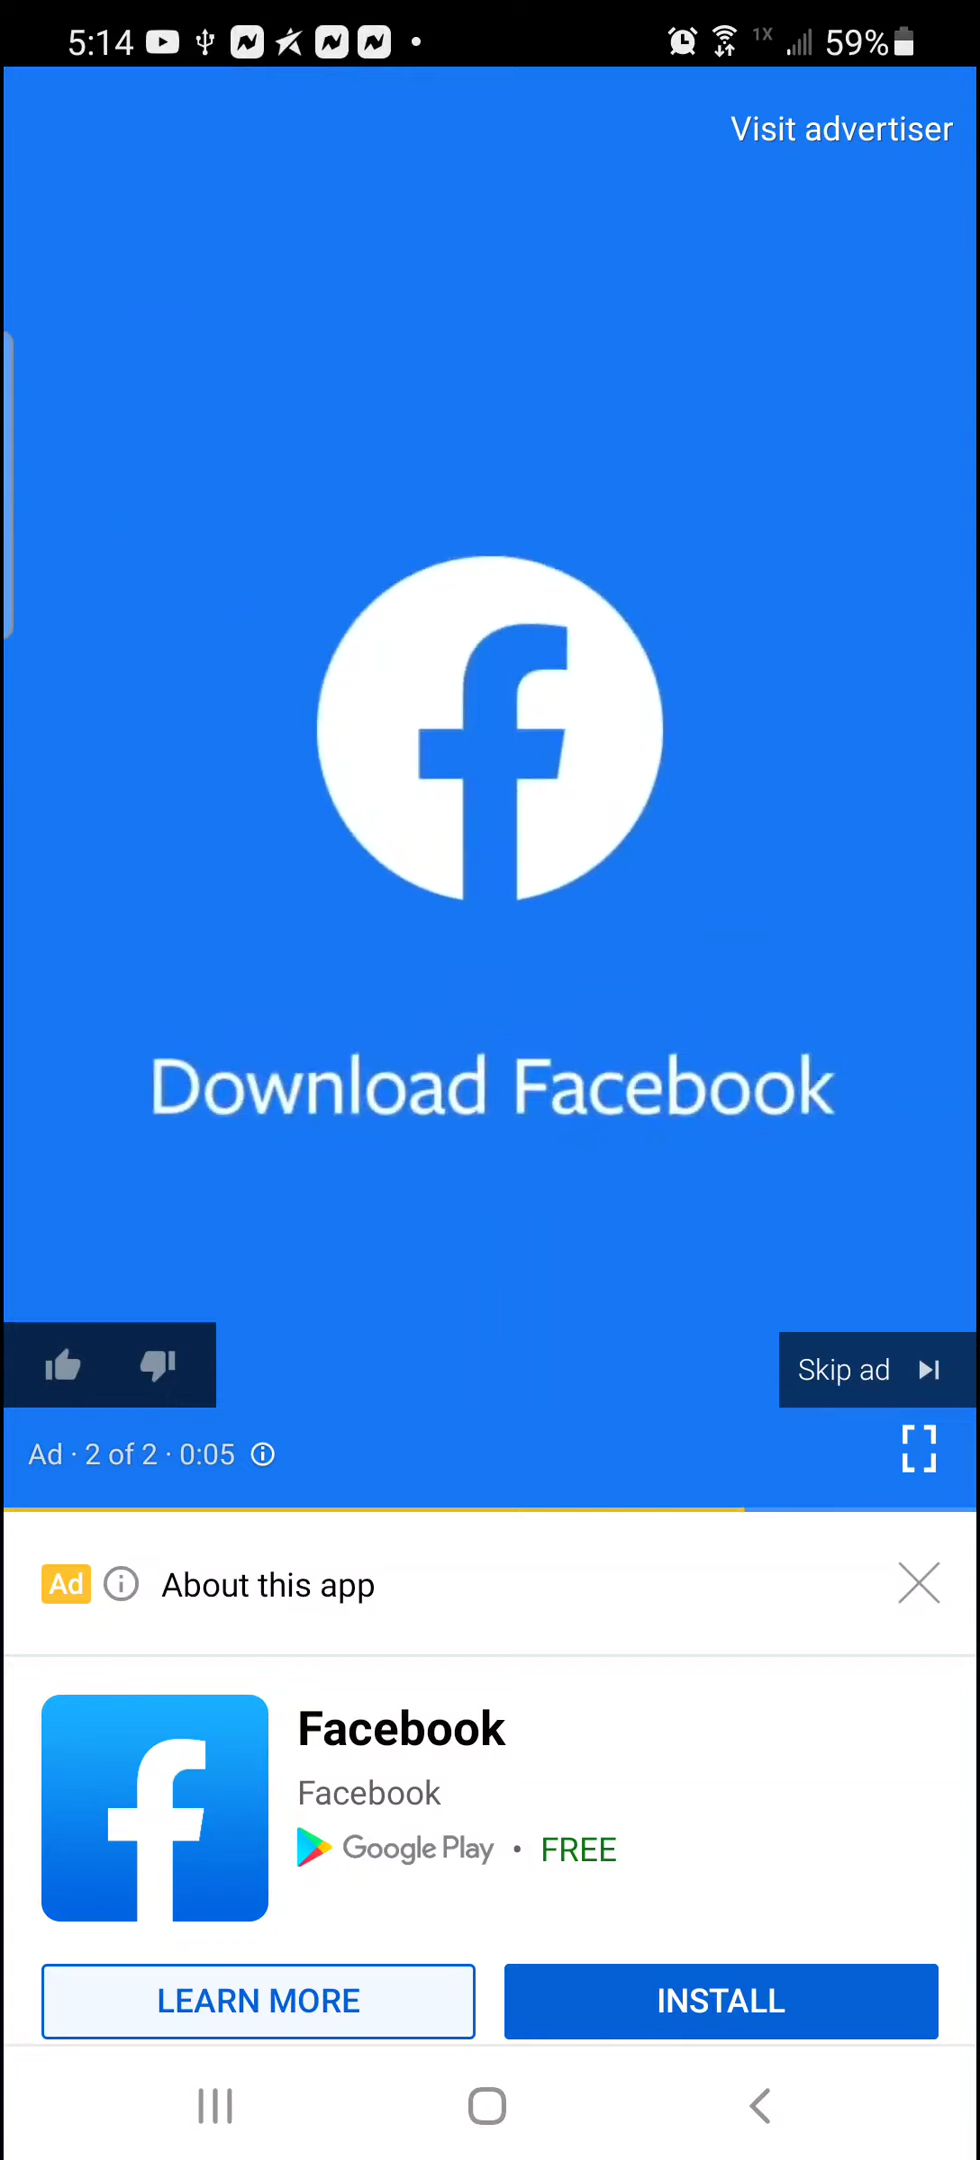 5:14
1X 59%
Visit advertiser
Download Facebook
Skip ad
Ad · 2 of 2 · 0:05
Ad About this app
Facebook
Facebook
Google Play • FREE
LEARN MORE
INSTALL